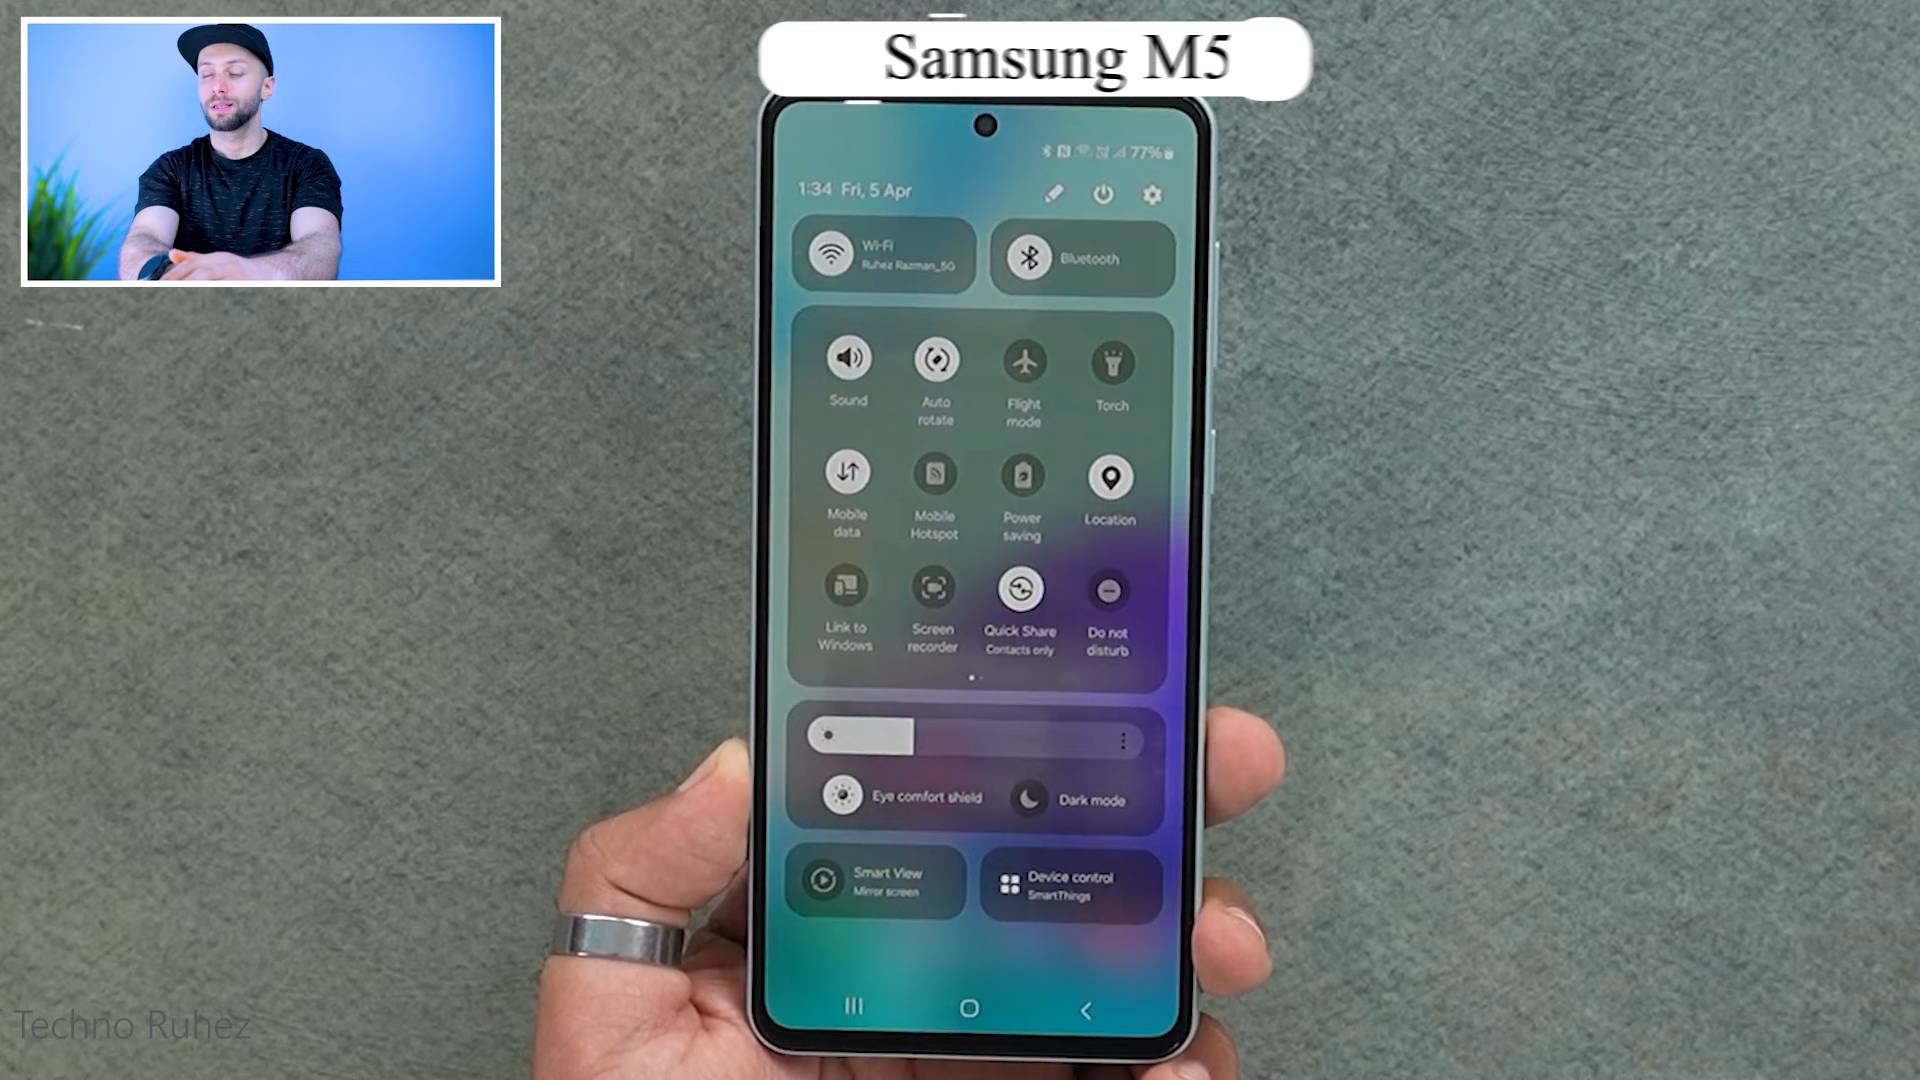 Samsung M5
77%
1:34 Fri, 5 Apr
Wi-Fi
Ruhez Razman_5G
Bluetooth
Sound
Auto
rotate
Flight
mode
Torch
Mobile
data
Mobile
Hotspot
Power
saving
Location
Link to
Windows
Screen
recorder
Quick Share
Contacts only
Do not
disturb
Eye comfort shield
Dark mode
Smart View
Mirror screen
Device control
SmartThings
Techno Ruhez